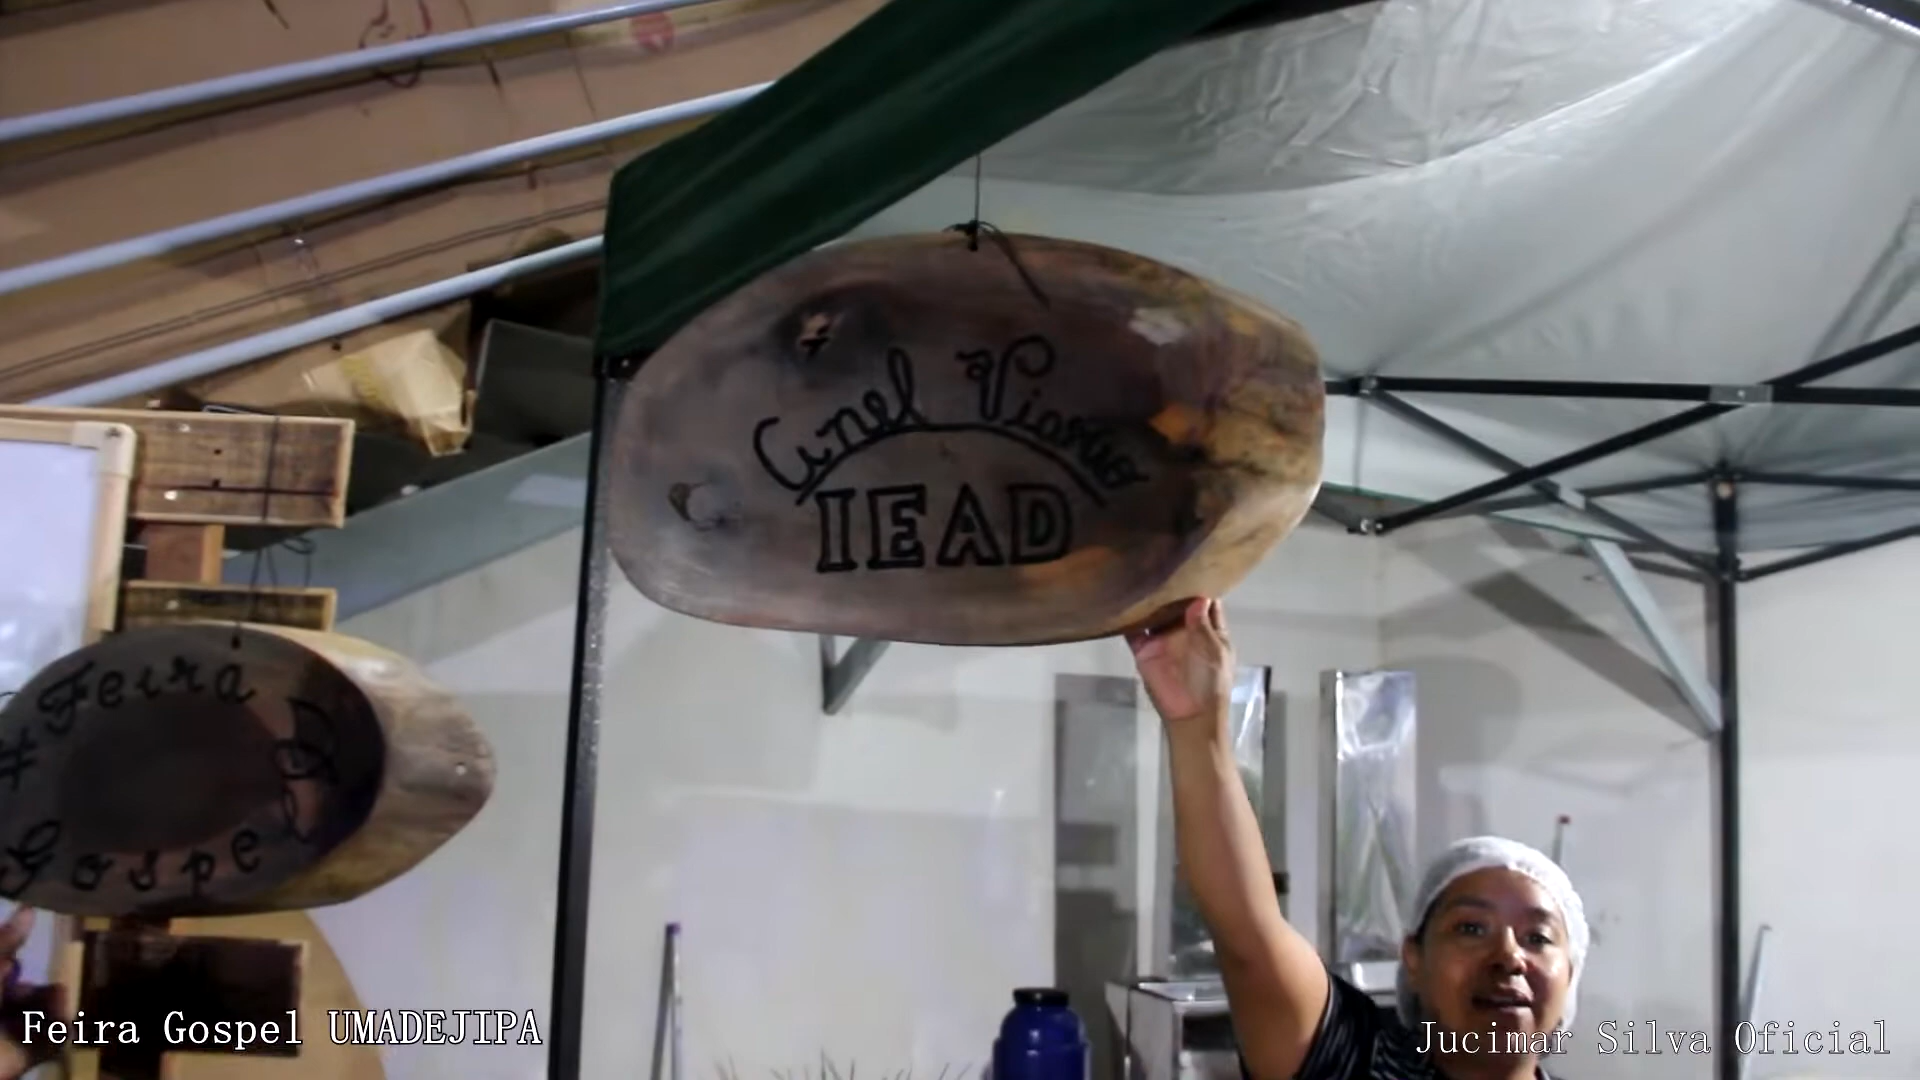 Anel Viario
IEAD
#Feira
Gospel
Feira Gospel UMADEJIPA
Jucimar Silva Oficial